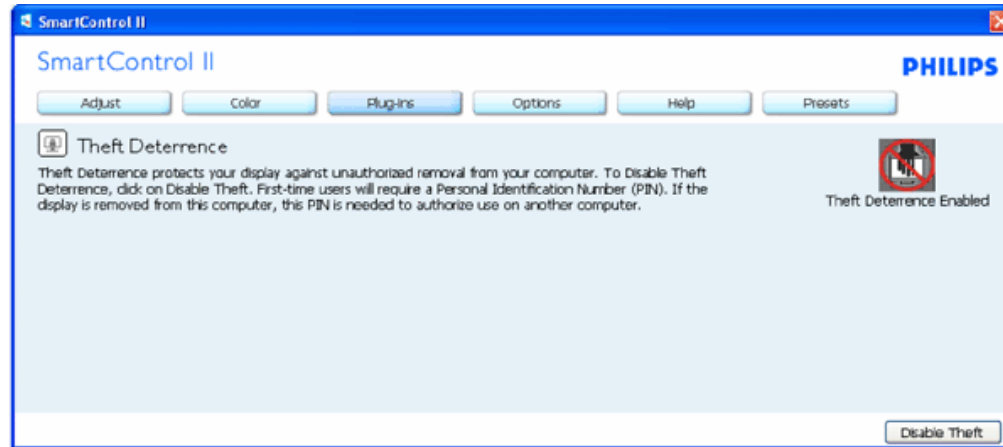 SmartControl II
SmartControl II
PHILIPS
Adjust Color Plug-Ins Options Help Presets
Theft Deterrence
Theft Deterrence protects your display against unauthorized removal from your computer. To Disable Theft
Deterrence, click on Disable Theft. First-time users will require a Personal Identification Number (PIN). If the
display is removed from this computer, this PIN is needed to authorize use on another computer.
Theft Deterrence Enabled
Disable Theft